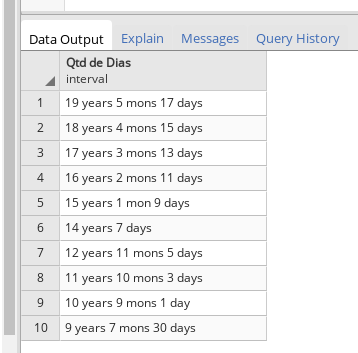 Data Output Explain Messages Query History
Qtd de Dias
interval
1 19 years 5 mons 17 days
2 18 years 4 mons 15 days
3 17 years 3 mons 13 days
4 16 years 2 mons 11 days
5 15 years 1 mon 9 days
6 14 years 7 days
7 12 years 11 mons 5 days
8 11 years 10 mons 3 days
9 10 years 9 mons 1 day
10 9 years 7 mons 30 days